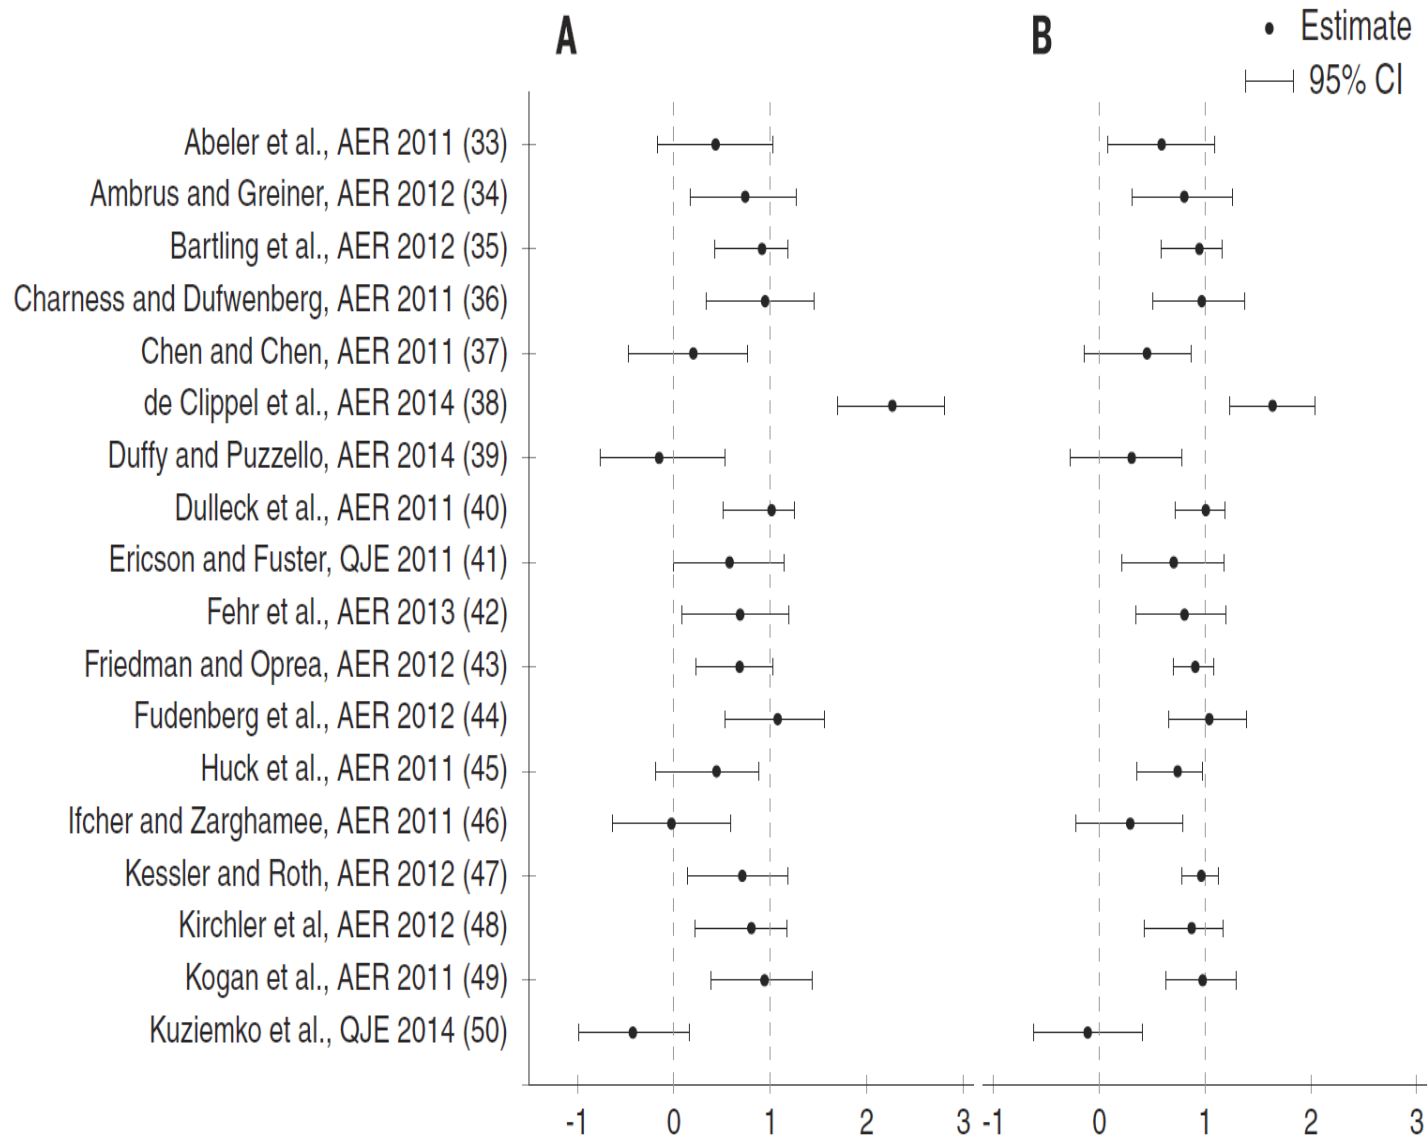 A
B
Estimate
95% CI
Abeler et al., AER 2011 (33)
Ambrus and Greiner, AER 2012 (34)
Bartling et al., AER 2012 (35)
Charness and Dufwenberg, AER 2011 (36)
Chen and Chen, AER 2011 (37)
de Clippel et al., AER 2014 (38)
Duffy and Puzzello, AER 2014 (39)
Dulleck et al., AER 2011 (40)
Ericson and Fuster, QJE 2011 (41)
Fehr et al., AER 2013 (42)
Friedman and Oprea, AER 2012 (43)
Fudenberg et al., AER 2012 (44)
Huck et al., AER 2011 (45)
Ifcher and Zarghamee, AER 2011 (46)
Kessler and Roth, AER 2012 (47)
Kirchler et al, AER 2012 (48)
Kogan et al., AER 2011 (49)
Kuziemko et al., QJE 2014 (50)
-1 0 1 2 3
-1 0 1 2 3